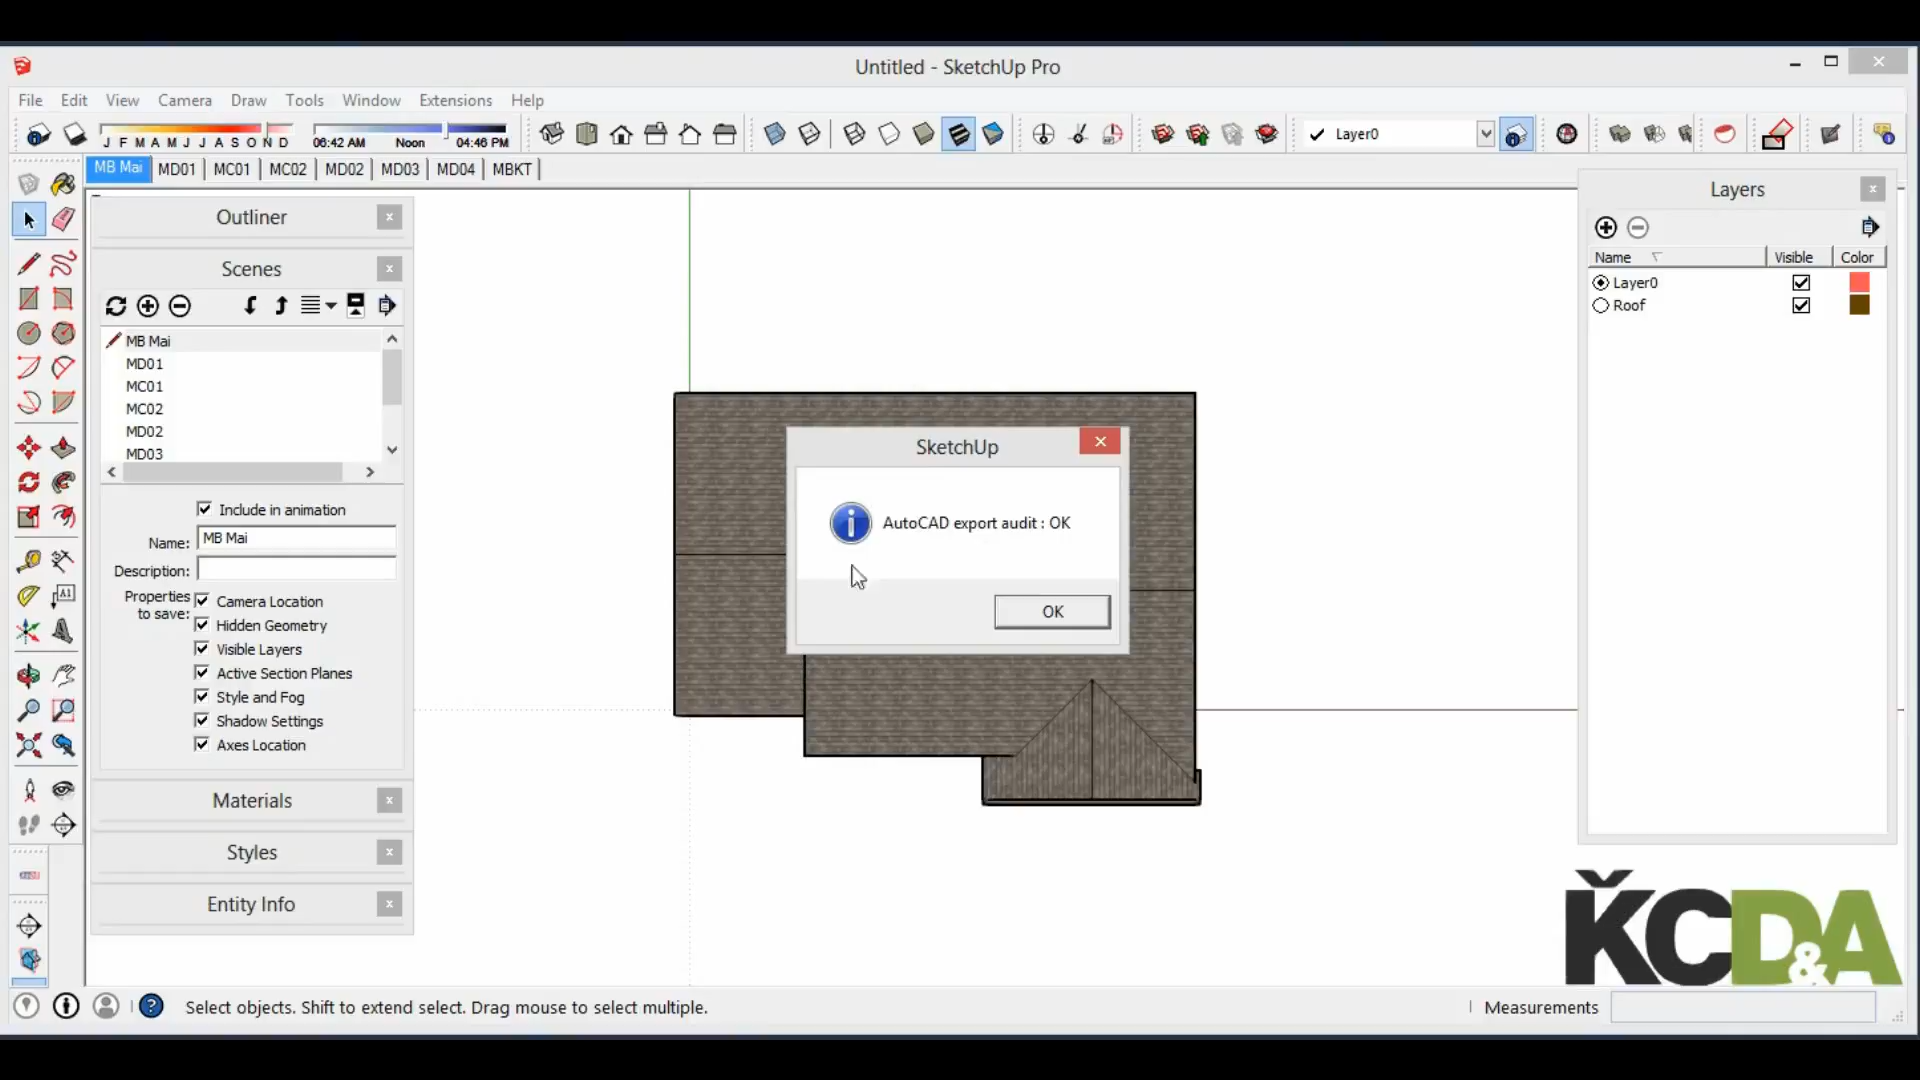 Untitled - SketchUp Pro
File Edit View Camera Draw Tools Window Extensions Help
J F M A M J J A S O N D 06:42 AM Noon 04:46 PM Layer0
MB Mai MD01 MC01 MC02 MD02 MD03 MD04 MBKT
Outliner
Scenes
MB Mai
MD01
MC01
MC02
MD02
MD03
Include in animation
Name: MB Mai
Description:
Properties to save:
Camera Location
Hidden Geometry
Visible Layers
Active Section Planes
Style and Fog
Shadow Settings
Axes Location
Materials
Styles
Entity Info
SketchUp
AutoCAD export audit : OK
OK
Layers
Name Visible Color
Layer0
Roof
ǨCD&A
Select objects. Shift to extend select. Drag mouse to select multiple.
Measurements